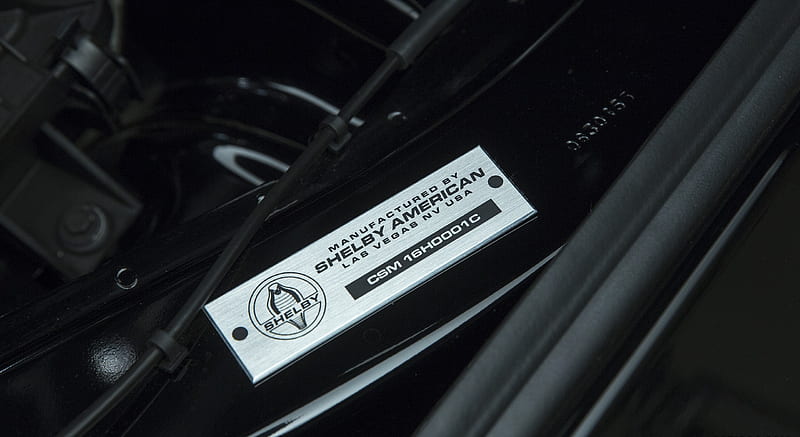 MANUFACTURED BY
SHELBY AMERICAN
LAS VEGAS NV USA
CSM 16H0001C
SHELBY